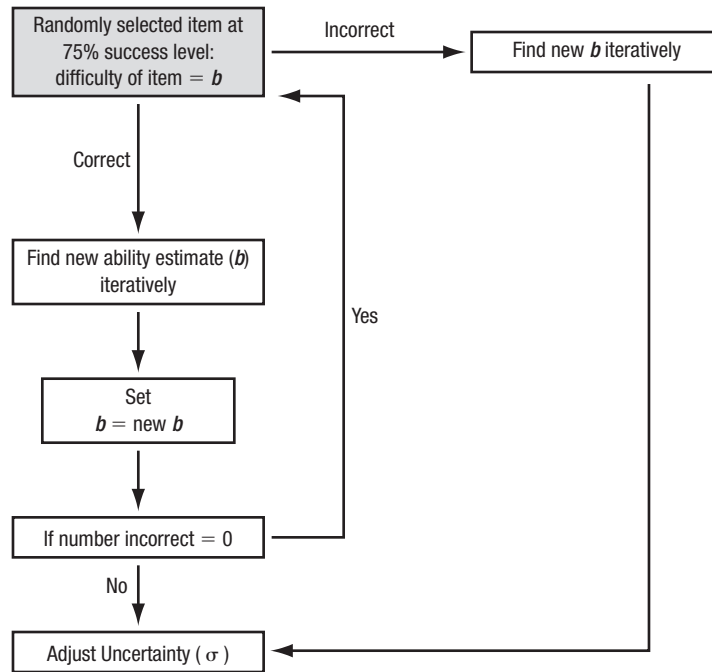 Randomly selected item at
75% success level:
difficulty of item = b
Incorrect
Find new b iteratively
Correct
Find new ability estimate (b)
iteratively
Yes
Set
b = new b
If number incorrect = 0
No
Adjust Uncertainty ( σ )